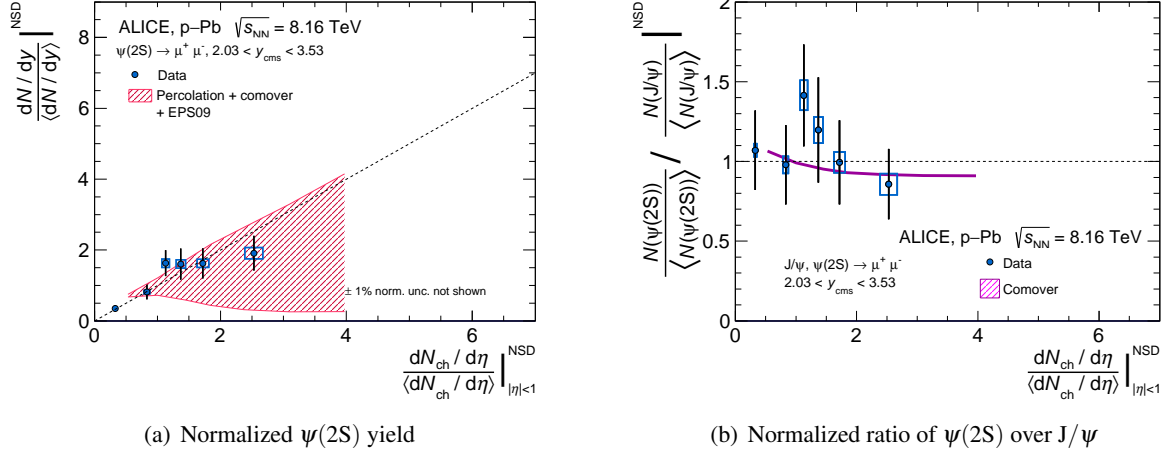 dN / dy
⟨dN / dy⟩
NSD
ALICE, p–Pb √sNN = 8.16 TeV
ψ(2S) → μ+ μ-, 2.03 < ycms < 3.53
Data
Percolation + comover
+ EPS09
± 1% norm. unc. not shown
8
6
4
2
0
0 2 4 6
dNch / dη
⟨dNch / dη⟩
NSD
|η|<1
(a) Normalized ψ(2S) yield
N(ψ(2S))
⟨N(ψ(2S))⟩
/
N(J/ψ)
⟨N(J/ψ)⟩
NSD
2
1.5
1
0.5
0
ALICE, p–Pb √sNN = 8.16 TeV
J/ψ, ψ(2S) → μ+ μ-
2.03 < ycms < 3.53
Data
Comover
0 2 4 6
dNch / dη
⟨dNch / dη⟩
NSD
|η|<1
(b) Normalized ratio of ψ(2S) over J/ψ